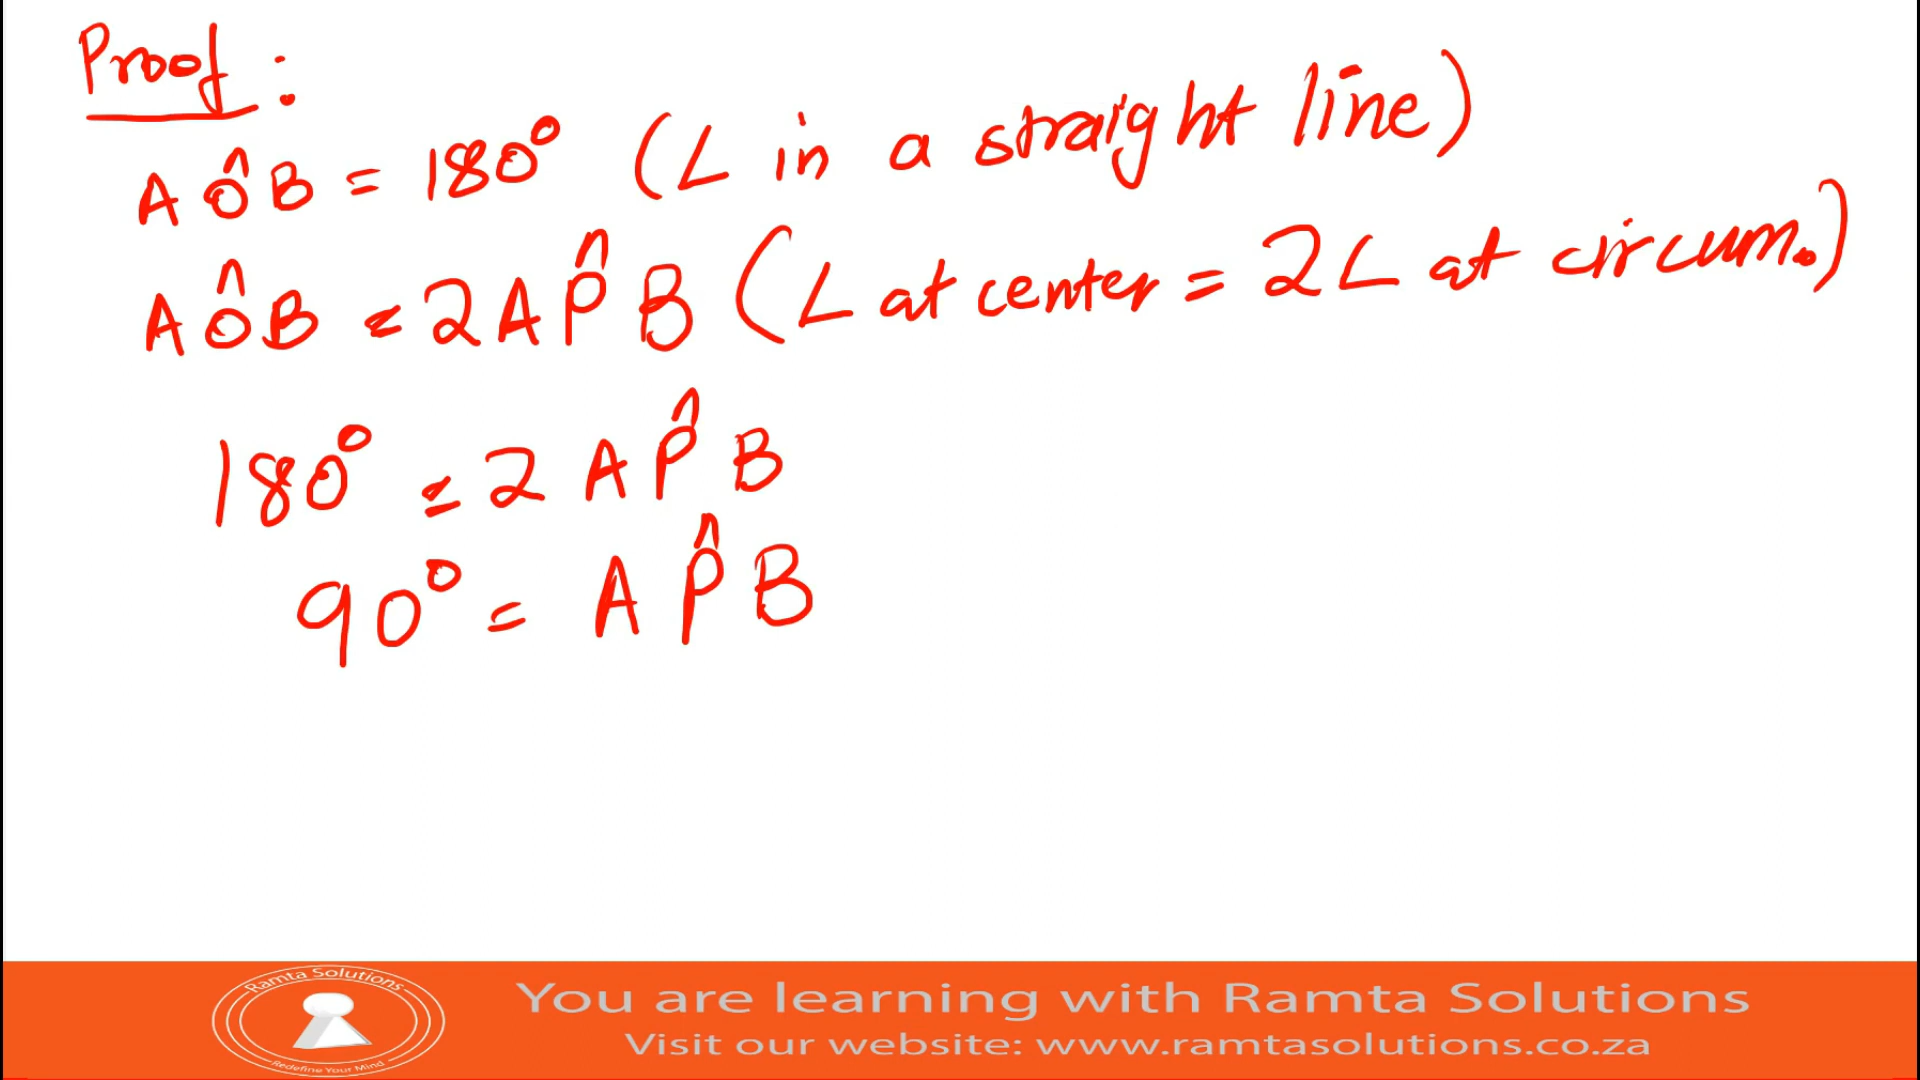 Proof :
AÔB = 180° (∠ in a straight line)
AÔB = 2AP̂B (∠ at center = 2∠ at circum.)
180° = 2AP̂B
90° = AP̂B
Ramta Solutions
Redefine Your Mind
You are learning with Ramta Solutions
Visit our website: www.ramtasolutions.co.za